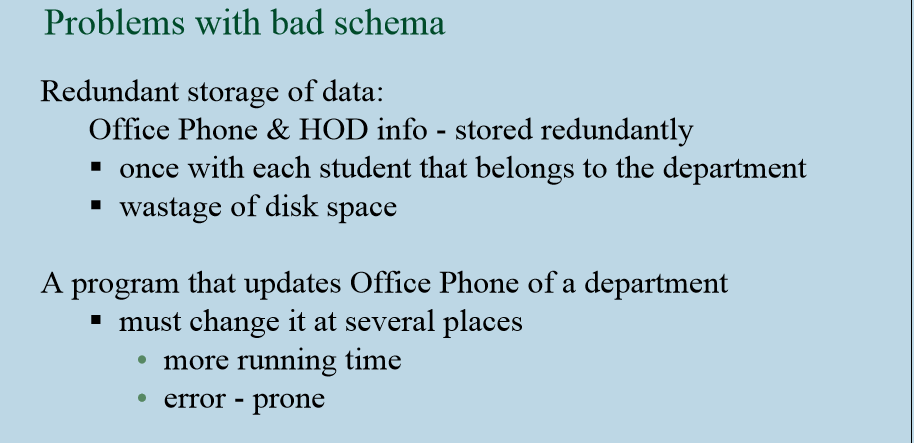 Problems with bad schema
Redundant storage of data:
Office Phone & HOD info - stored redundantly
▪ once with each student that belongs to the department
▪ wastage of disk space
A program that updates Office Phone of a department
▪ must change it at several places
• more running time
• error - prone